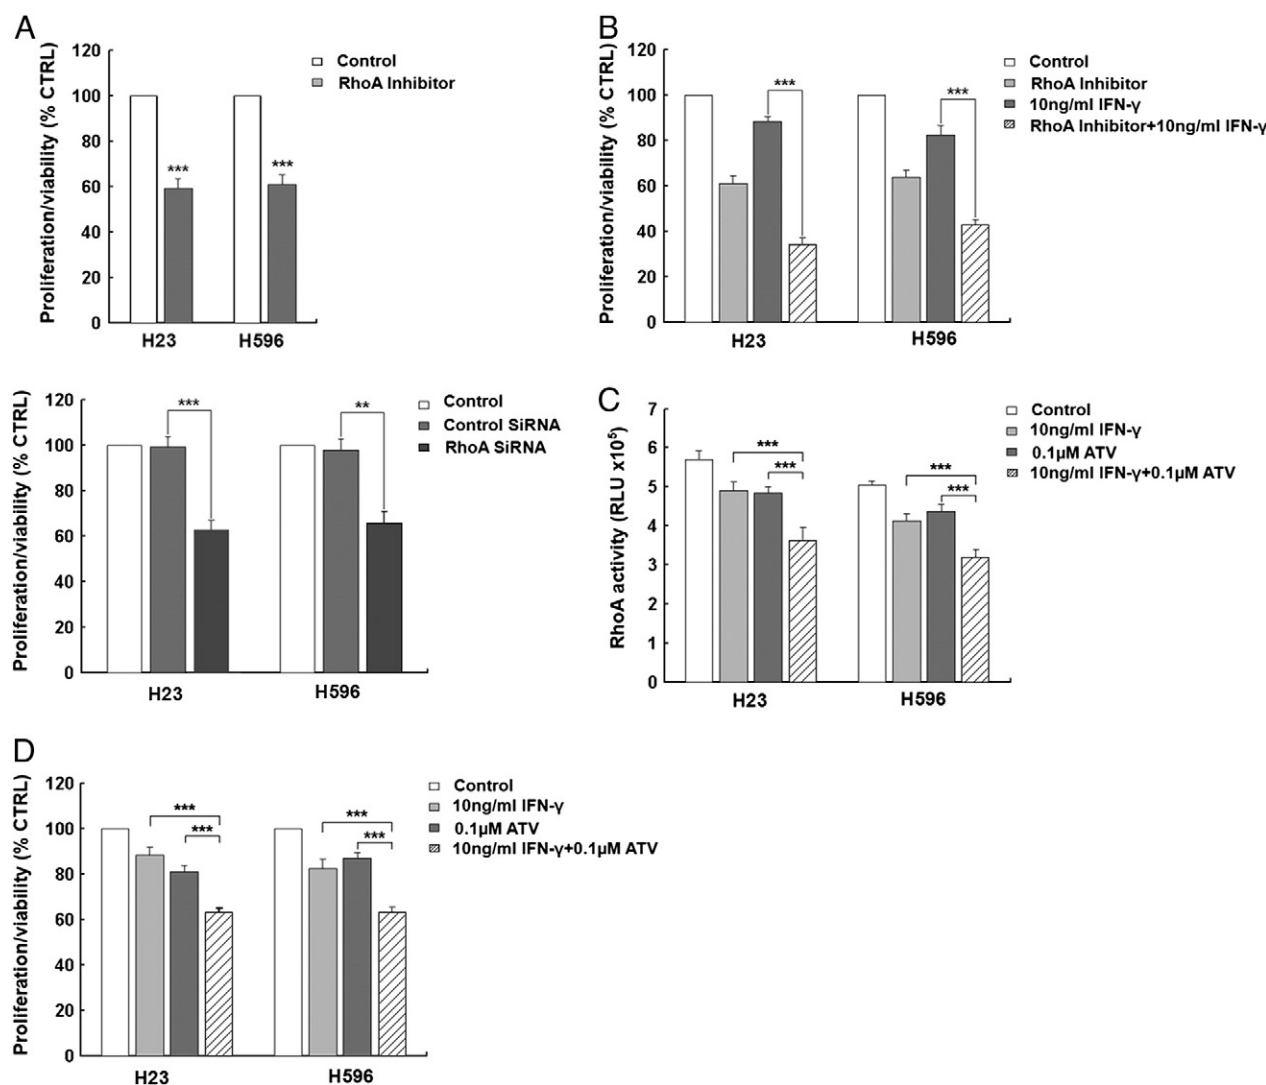 A
Proliferation/viability (% CTRL)
120
100
80
60
40
20
0
***
***
H23
H596
Control
RhoA Inhibitor
Proliferation/viability (% CTRL)
120
100
80
60
40
20
0
***
**
H23
H596
Control
Control SiRNA
RhoA SiRNA
B
Proliferation/viability (% CTRL)
120
100
80
60
40
20
0
***
***
H23
H596
Control
RhoA Inhibitor
10ng/ml IFN-γ
RhoA Inhibitor+10ng/ml IFN-γ
C
RhoA activity (RLU x10⁵)
7
6
5
4
3
2
1
0
***
***
***
***
H23
H596
Control
10ng/ml IFN-γ
0.1μM ATV
10ng/ml IFN-γ+0.1μM ATV
D
Proliferation/viability (% CTRL)
120
100
80
60
40
20
0
***
***
***
***
H23
H596
Control
10ng/ml IFN-γ
0.1μM ATV
10ng/ml IFN-γ+0.1μM ATV